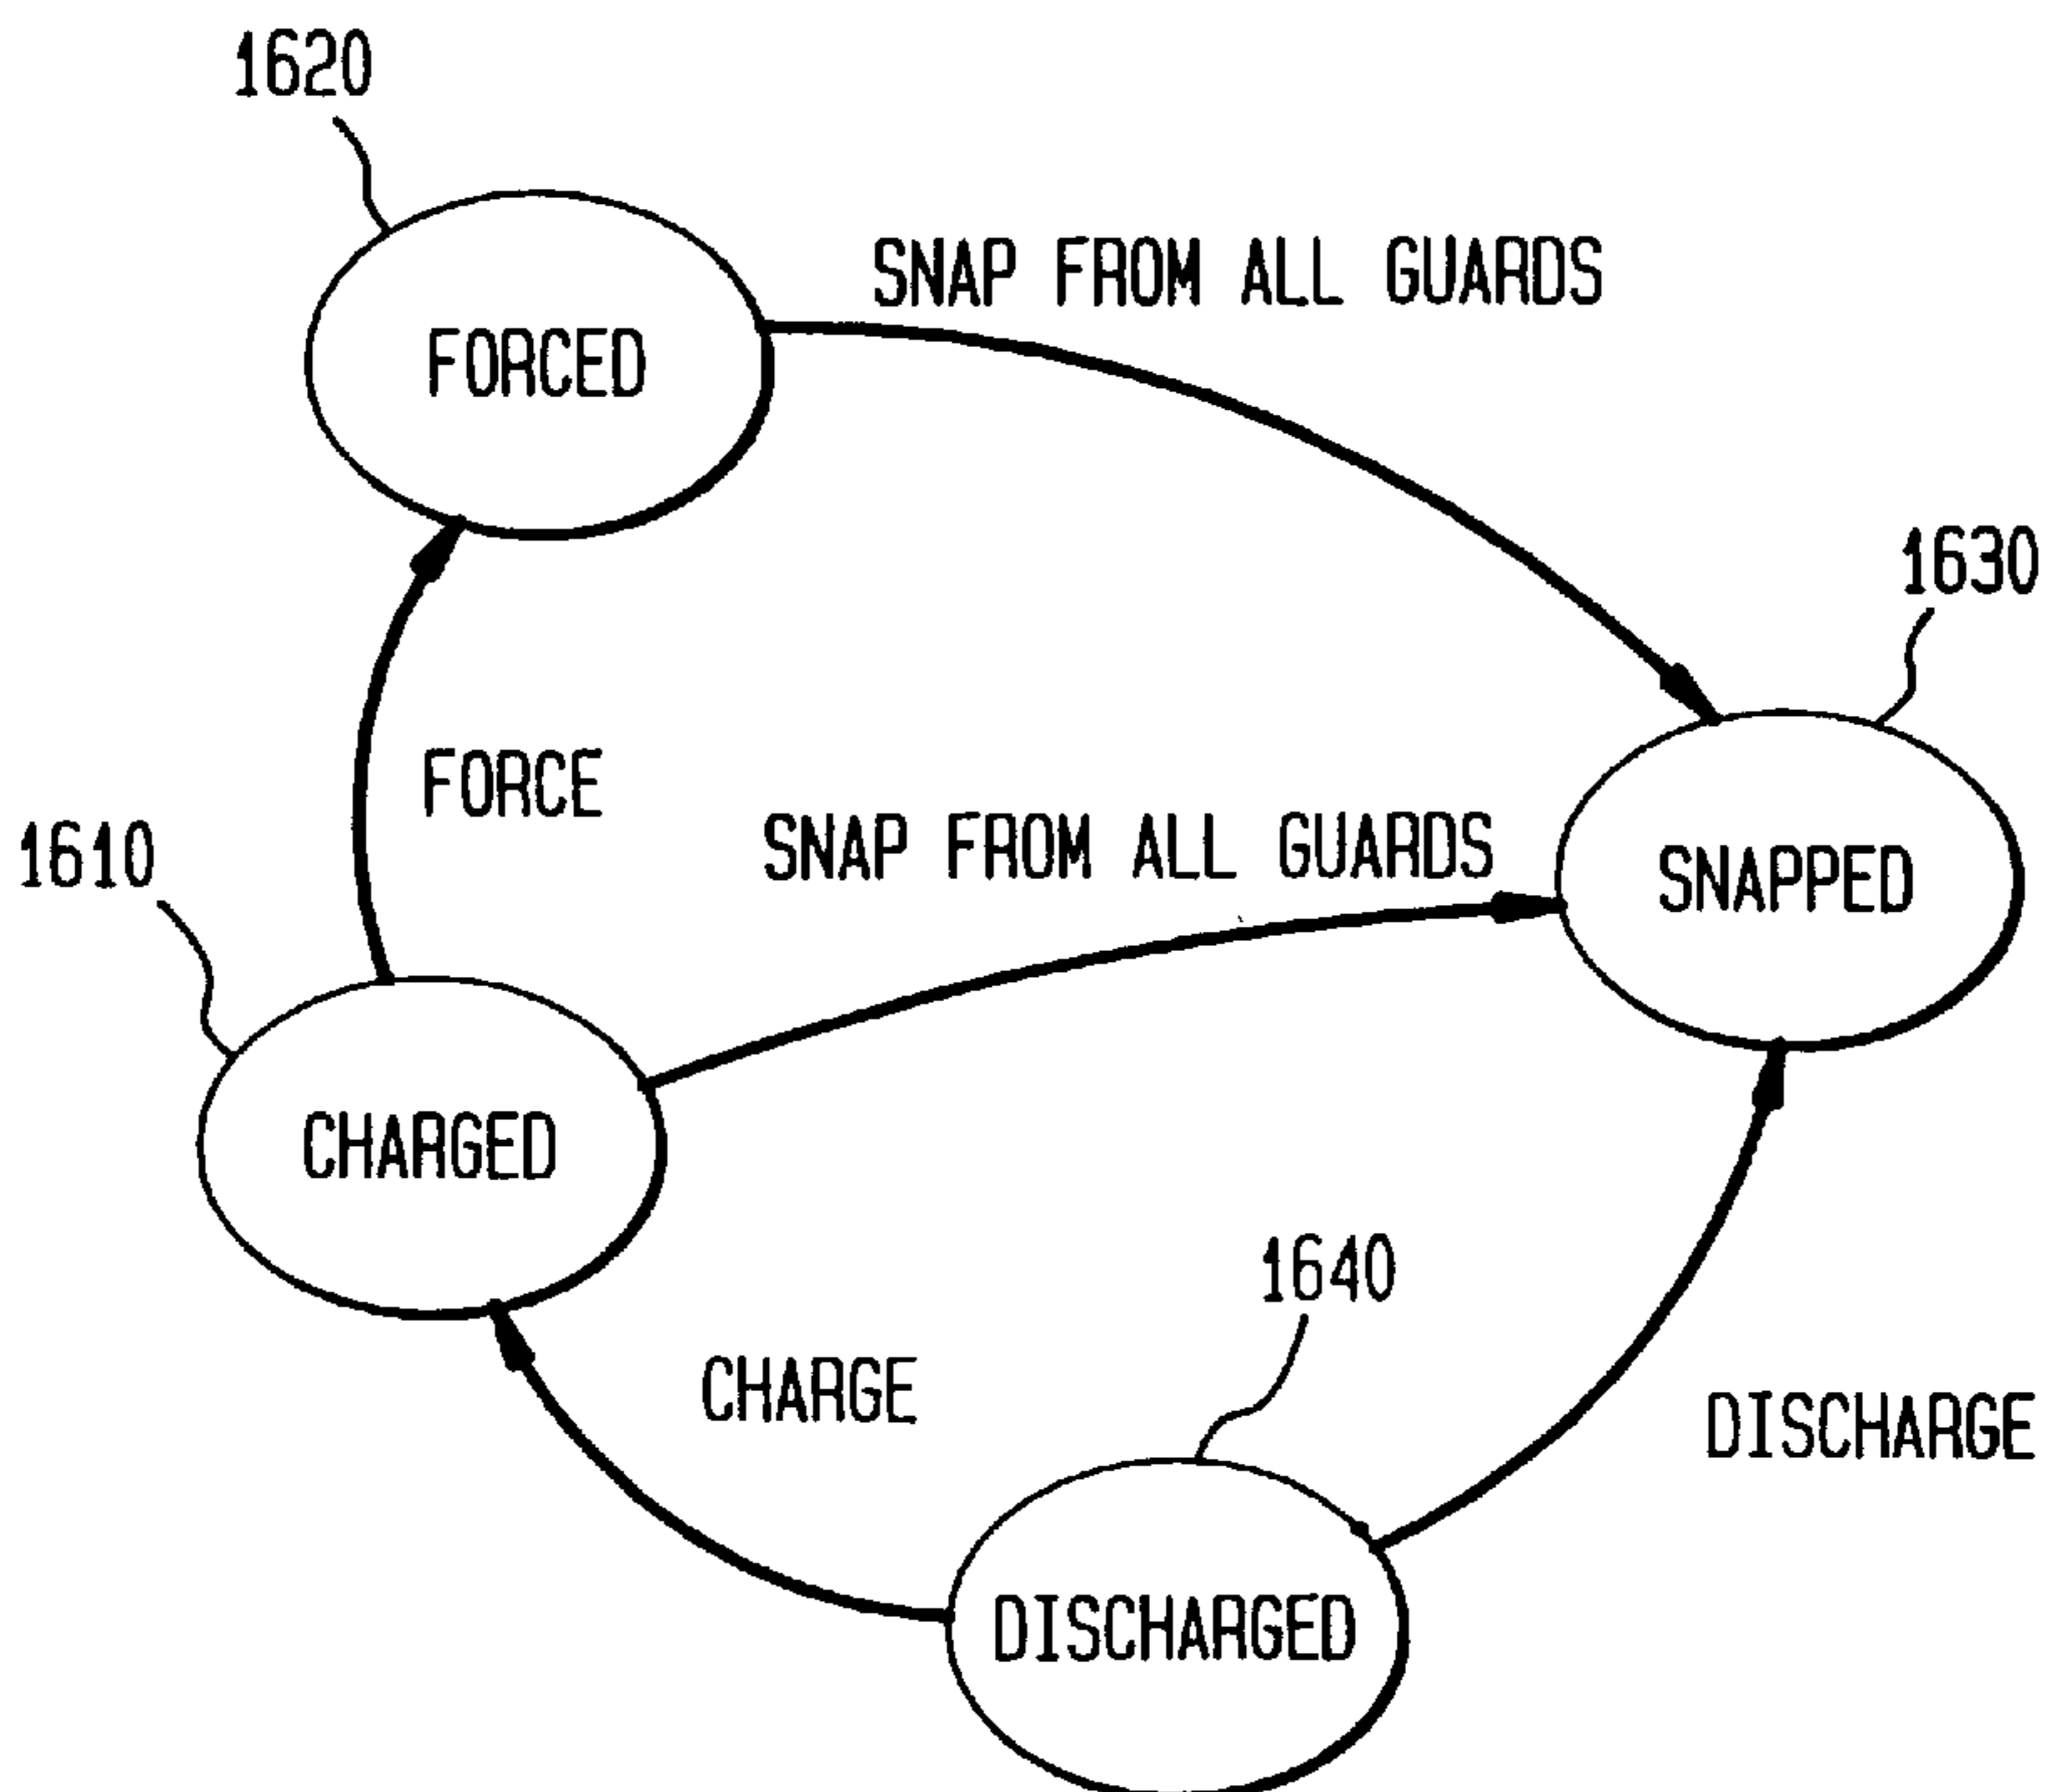 1620
SNAP FROM ALL GUARDS
FORCED
1630
FORCE
1610
SNAP FROM ALL GUARDS
SNAPPED
CHARGED
1640
CHARGE
DISCHARGE
DISCHARGED